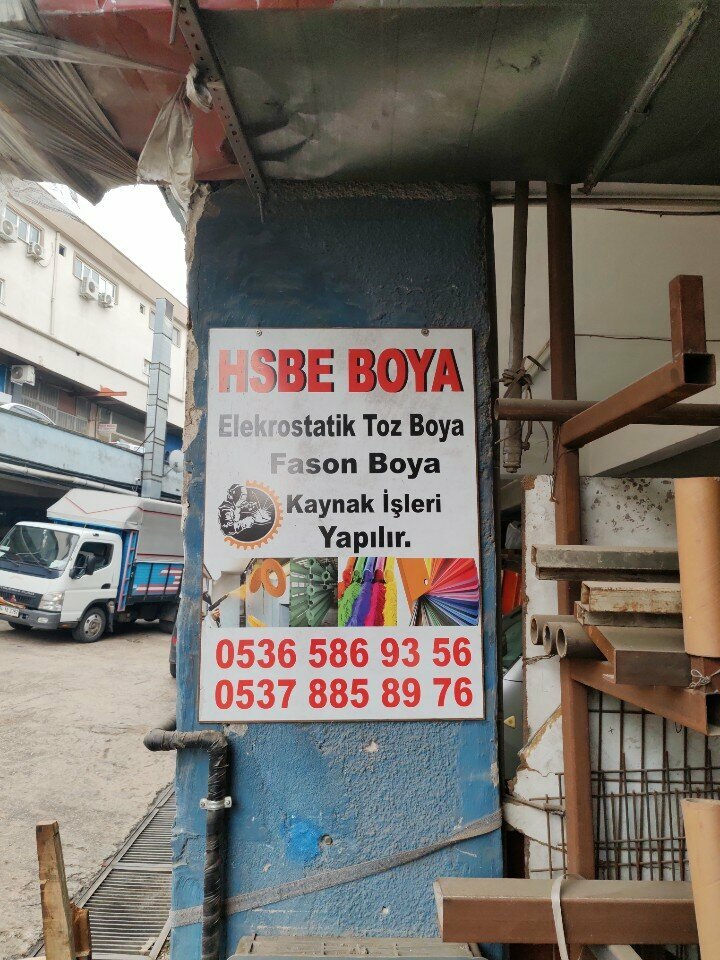 HSBE BOYA
Elekrostatik Toz Boya
Fason Boya
Kaynak İşleri
Yapılır.
0536 586 93 56
0537 885 89 76